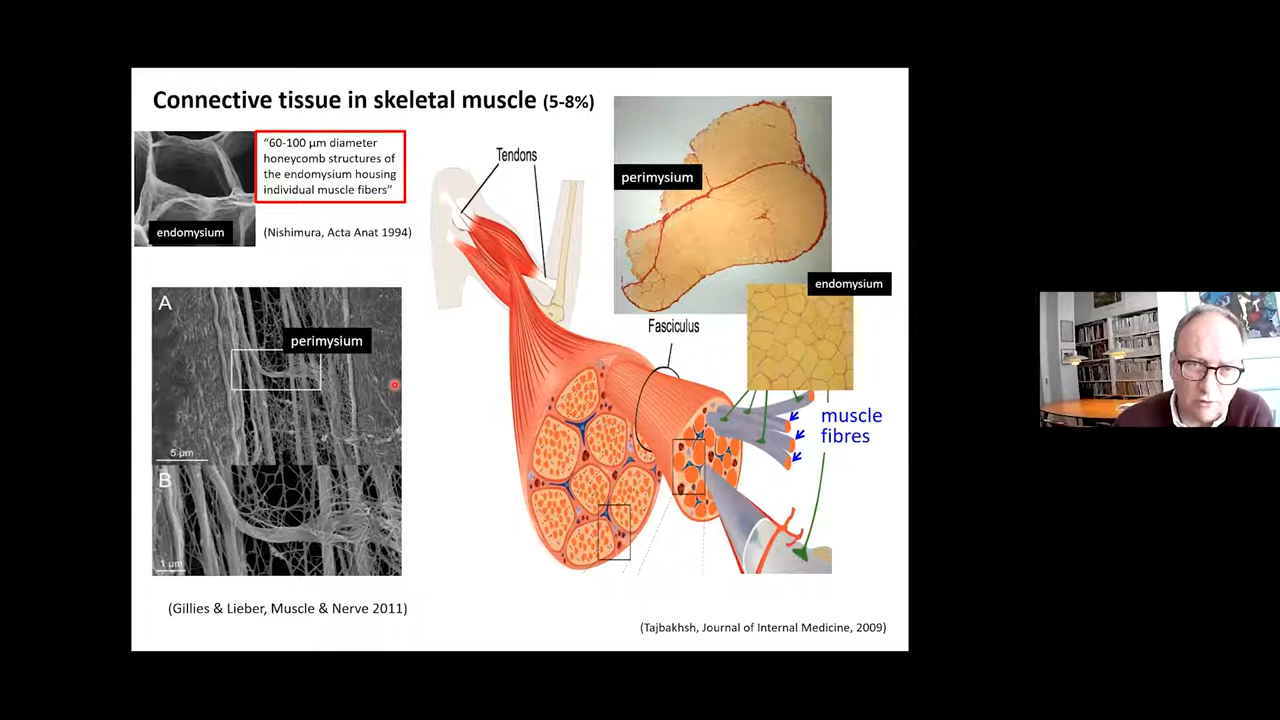 Connective tissue in skeletal muscle (5-8%)
"60-100 µm diameter
honeycomb structures of
the endomysium housing
individual muscle fibers"
endomysium
(Nishimura, Acta Anat 1994)
Tendons
perimysium
endomysium
Fasciculus
A
perimysium
5 µm
B
1 µm
muscle
fibres
(Gillies & Lieber, Muscle & Nerve 2011)
(Tajbakhsh, Journal of Internal Medicine, 2009)